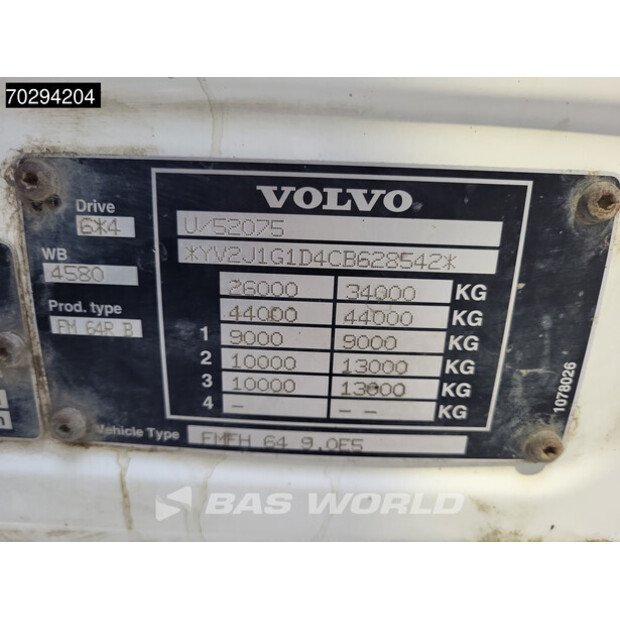 70294204
VOLVO
Drive
6*4
U/52075
*YV2J1G1D4CB628542*
WB
4580
26000 34000 KG
44000 44000 KG
Prod. type
FM 64R B
1 9000 9000 KG
2 10000 13000 KG
3 10000 13000 KG
4 - - - KG
1078026
Vehicle Type FMFH 64 9.0E5
BAS WORLD